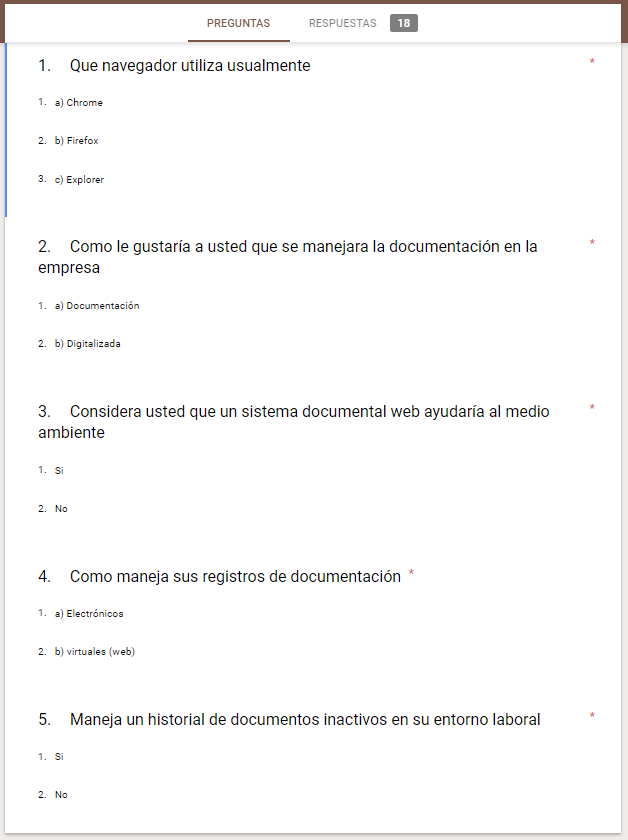 PREGUNTAS RESPUESTAS 18
1. Que navegador utiliza usualmente *
1. a) Chrome
2. b) Firefox
3. c) Explorer
2. Como le gustaría a usted que se manejara la documentación en la *
empresa
1. a) Documentación
2. b) Digitalizada
3. Considera usted que un sistema documental web ayudaría al medio *
ambiente
1. Si
2. No
4. Como maneja sus registros de documentación *
1. a) Electrónicos
2. b) virtuales (web)
5. Maneja un historial de documentos inactivos en su entorno laboral *
1. Si
2. No